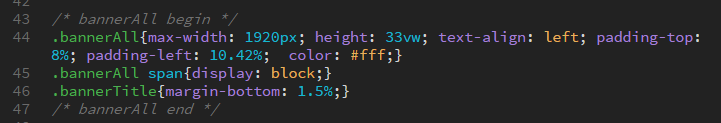 43 /* bannerAll begin */
44 .bannerAll{max-width: 1920px; height: 33vw; text-align: left; padding-top:
8%; padding-left: 10.42%;  color: #fff;}
45 .bannerAll span{display: block;}
46 .bannerTitle{margin-bottom: 1.5%;}
47 /* bannerAll end */